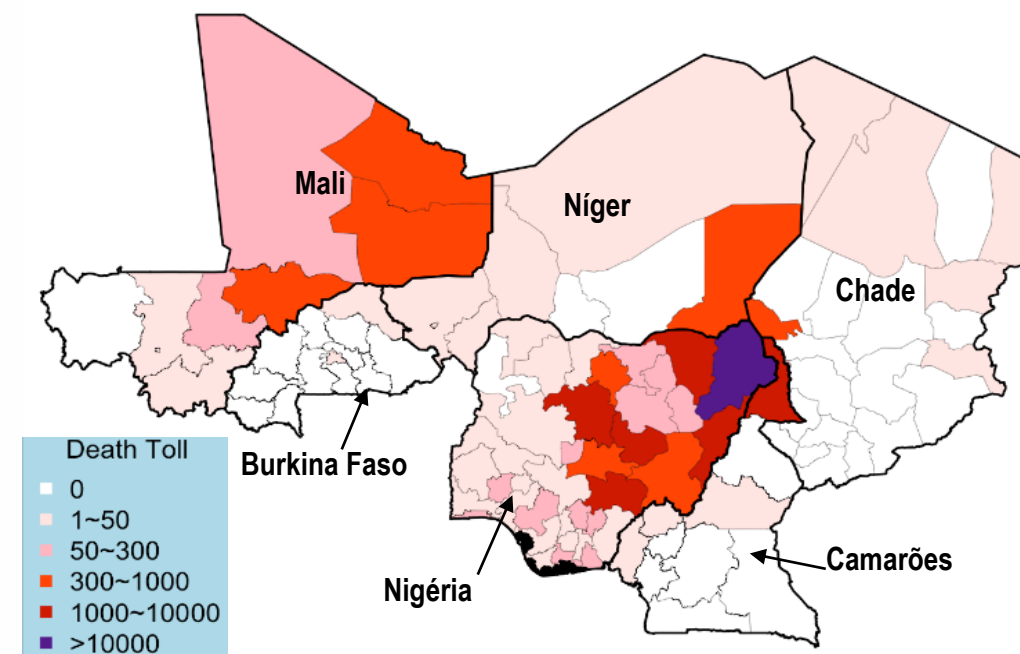 Mali
Níger
Chade
Burkina Faso
Nigéria
Camarões
Death Toll
0
1~50
50~300
300~1000
1000~10000
>10000